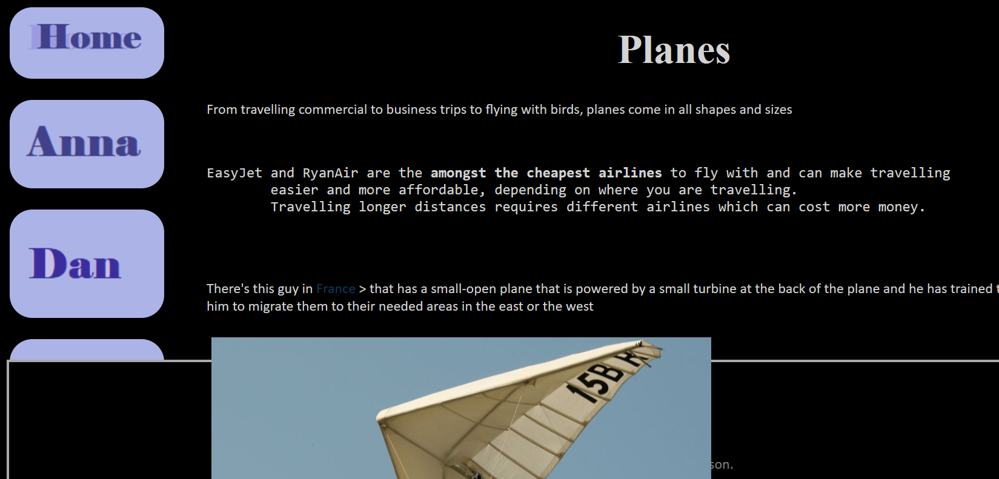 Home
Planes
From travelling commercial to business trips to flying with birds, planes come in all shapes and sizes
Anna
EasyJet and RyanAir are the amongst the cheapest airlines to fly with and can make travelling
easier and more affordable, depending on where you are travelling.
Travelling longer distances requires different airlines which can cost more money.
Dan
There's this guy in France > that has a small-open plane that is powered by a small turbine at the back of the plane and he has trained
him to migrate them to their needed areas in the east or the west
15B
son.